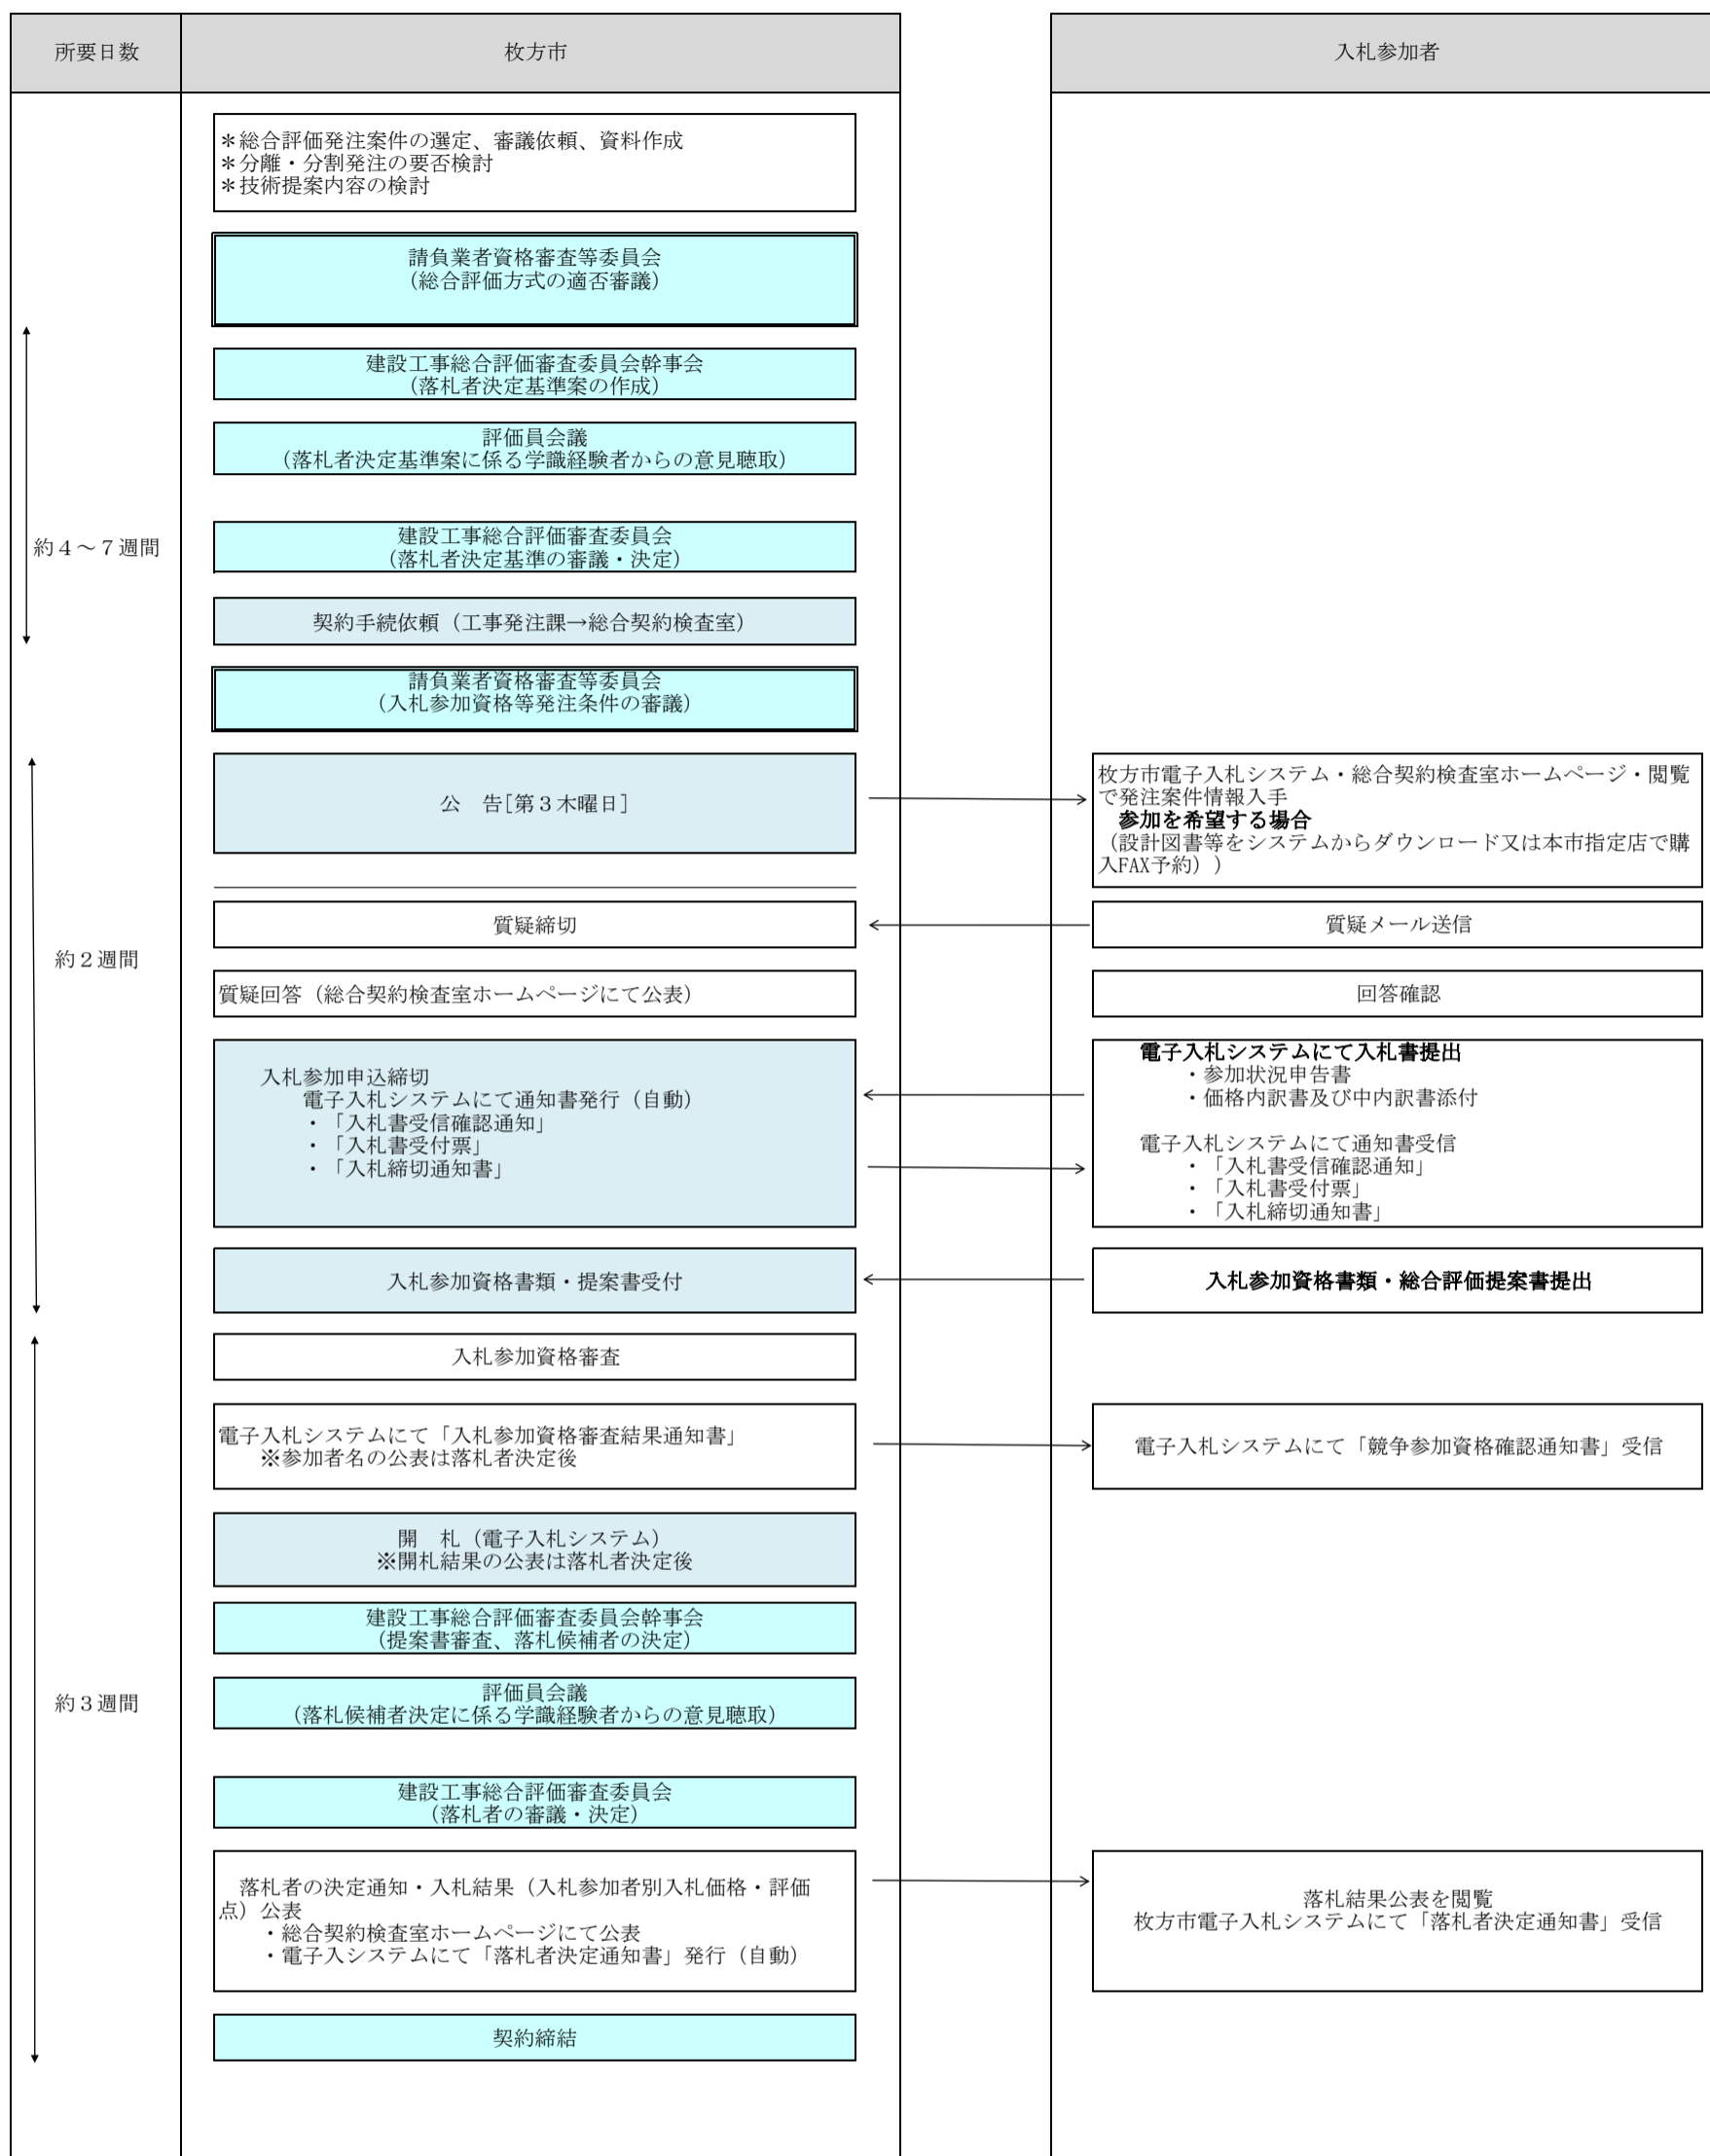 所要日数
枚方市
入札参加者
＊総合評価発注案件の選定、審議依頼、資料作成
＊分離・分割発注の要否検討
＊技術提案内容の検討
請負業者資格審査等委員会
（総合評価方式の適否審議）
建設工事総合評価審査委員会幹事会
（落札者決定基準案の作成）
評価員会議
（落札者決定基準案に係る学識経験者からの意見聴取）
約４～７週間
建設工事総合評価審査委員会
（落札者決定基準の審議・決定）
契約手続依頼（工事発注課→総合契約検査室）
請負業者資格審査等委員会
（入札参加資格等発注条件の審議）
公　告[第３木曜日]
枚方市電子入札システム・総合契約検査室ホームページ・閲覧
で発注案件情報入手
参加を希望する場合
（設計図書等をシステムからダウンロード又は本市指定店で購
入FAX予約））
質疑締切
質疑メール送信
約２週間
質疑回答（総合契約検査室ホームページにて公表）
回答確認
入札参加申込締切
電子入札システムにて通知書発行（自動）
・「入札書受信確認通知」
・「入札書受付票」
・「入札締切通知書」
電子入札システムにて入札書提出
・参加状況申告書
・価格内訳書及び中内訳書添付
電子入札システムにて通知書受信
・「入札書受信確認通知」
・「入札書受付票」
・「入札締切通知書」
入札参加資格書類・提案書受付
入札参加資格書類・総合評価提案書提出
入札参加資格審査
電子入札システムにて「入札参加資格審査結果通知書」
※参加者名の公表は落札者決定後
電子入札システムにて「競争参加資格確認通知書」受信
開　札（電子入札システム）
※開札結果の公表は落札者決定後
建設工事総合評価審査委員会幹事会
（提案書審査、落札候補者の決定）
約３週間
評価員会議
（落札候補者決定に係る学識経験者からの意見聴取）
建設工事総合評価審査委員会
（落札者の審議・決定）
落札者の決定通知・入札結果（入札参加者別入札価格・評価
点）公表
・総合契約検査室ホームページにて公表
・電子入システムにて「落札者決定通知書」発行（自動）
落札結果公表を閲覧
枚方市電子入札システムにて「落札者決定通知書」受信
契約締結